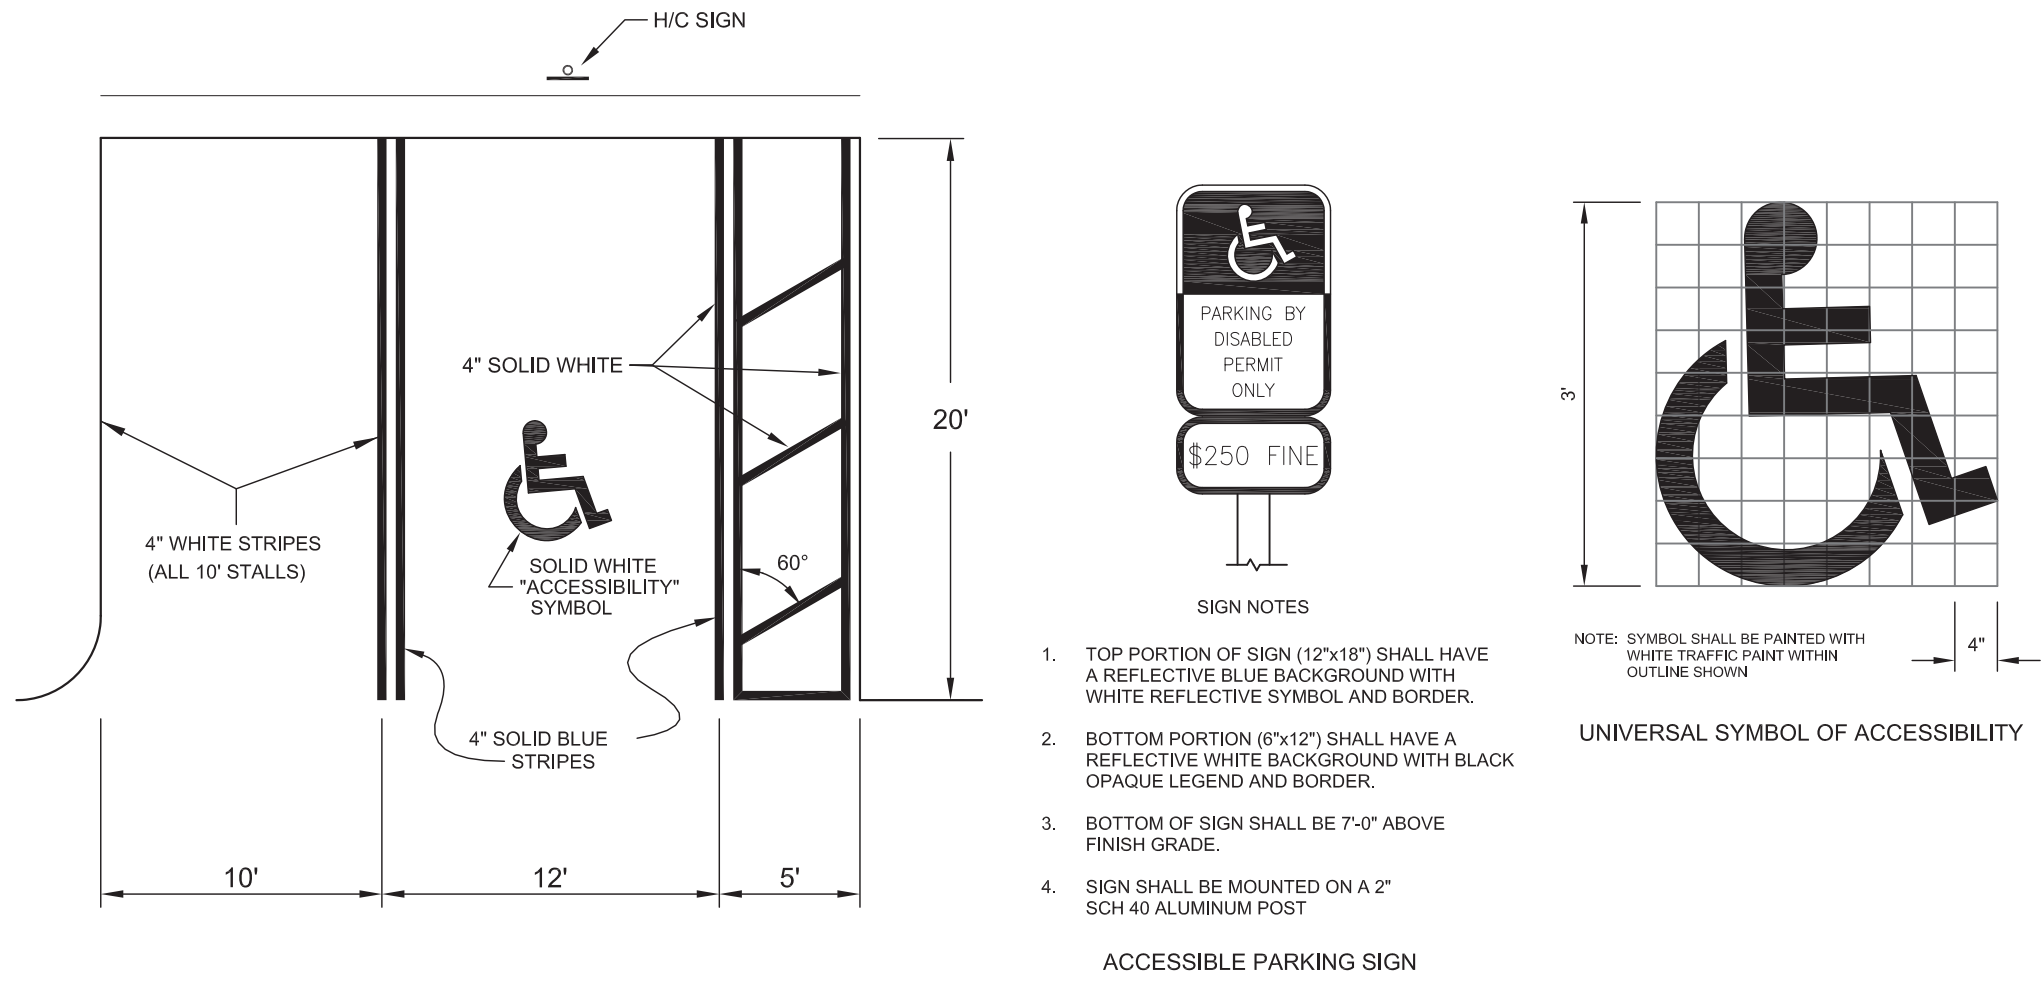 H/C SIGN
4" SOLID WHITE
20'
4" WHITE STRIPES
(ALL 10' STALLS)
SOLID WHITE
"ACCESSIBILITY"
SYMBOL
60°
4" SOLID BLUE
STRIPES
10'
12'
5'
PARKING BY
DISABLED
PERMIT
ONLY
$250 FINE
SIGN NOTES
1. TOP PORTION OF SIGN (12"x18") SHALL HAVE
A REFLECTIVE BLUE BACKGROUND WITH
WHITE REFLECTIVE SYMBOL AND BORDER.
2. BOTTOM PORTION (6"x12") SHALL HAVE A
REFLECTIVE WHITE BACKGROUND WITH BLACK
OPAQUE LEGEND AND BORDER.
3. BOTTOM OF SIGN SHALL BE 7'-0" ABOVE
FINISH GRADE.
4. SIGN SHALL BE MOUNTED ON A 2"
SCH 40 ALUMINUM POST
ACCESSIBLE PARKING SIGN
3'
4"
NOTE: SYMBOL SHALL BE PAINTED WITH
WHITE TRAFFIC PAINT WITHIN
OUTLINE SHOWN
UNIVERSAL SYMBOL OF ACCESSIBILITY